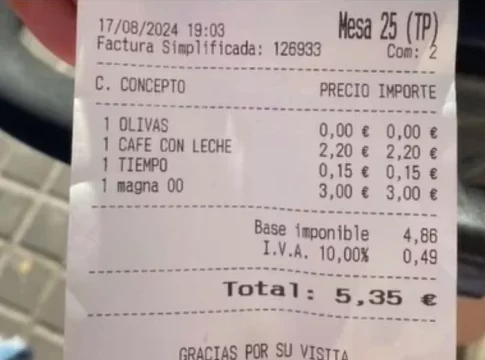 17/08/2024 19:03 Mesa 25 (TP)
Factura Simplificada: 126933 Com: 2
C. CONCEPTO PRECIO IMPORTE
1 OLIVAS 0,00 € 0,00 €
1 CAFE CON LECHE 2,20 € 2,20 €
1 TIEMPO 0,15 € 0,15 €
1 magna 00 3,00 € 3,00 €
Base imponible 4,86
I.V.A. 10,00% 0,49
Total: 5,35 €
GRACIAS POR SU VISITA